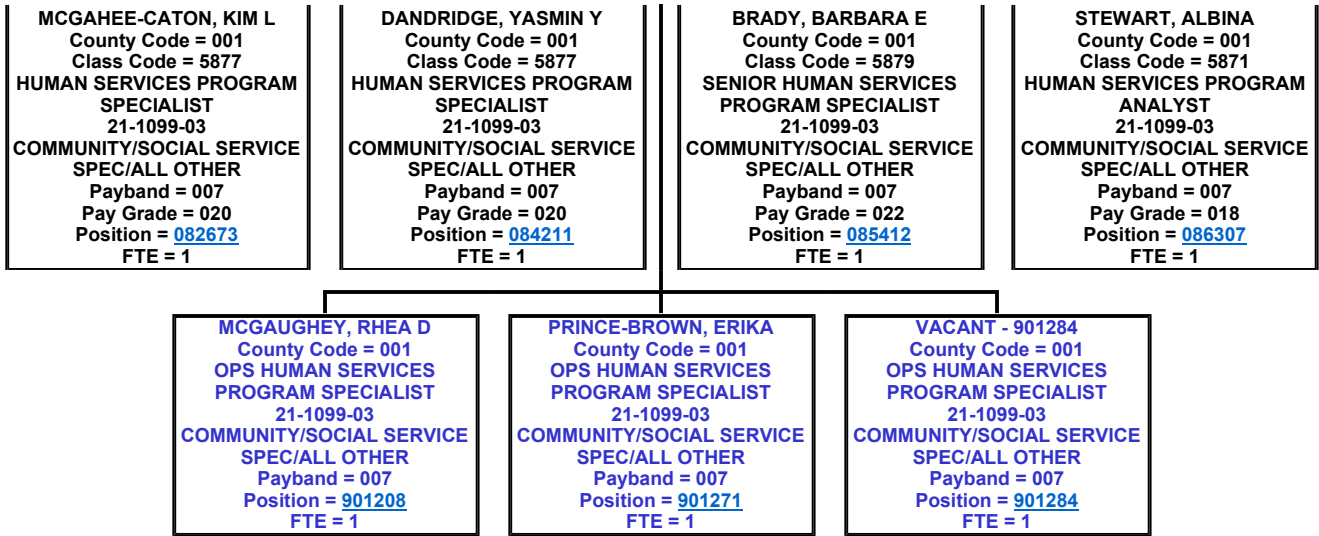 MCGAHEE-CATON, KIM L
County Code = 001
Class Code = 5877
HUMAN SERVICES PROGRAM
SPECIALIST
21-1099-03
COMMUNITY/SOCIAL SERVICE
SPEC/ALL OTHER
Payband = 007
Pay Grade = 020
Position = 082673
FTE = 1
DANDRIDGE, YASMIN Y
County Code = 001
Class Code = 5877
HUMAN SERVICES PROGRAM
SPECIALIST
21-1099-03
COMMUNITY/SOCIAL SERVICE
SPEC/ALL OTHER
Payband = 007
Pay Grade = 020
Position = 084211
FTE = 1
BRADY, BARBARA E
County Code = 001
Class Code = 5879
SENIOR HUMAN SERVICES
PROGRAM SPECIALIST
21-1099-03
COMMUNITY/SOCIAL SERVICE
SPEC/ALL OTHER
Payband = 007
Pay Grade = 022
Position = 085412
FTE = 1
STEWART, ALBINA
County Code = 001
Class Code = 5871
HUMAN SERVICES PROGRAM
ANALYST
21-1099-03
COMMUNITY/SOCIAL SERVICE
SPEC/ALL OTHER
Payband = 007
Pay Grade = 018
Position = 086307
FTE = 1
MCGAUGHEY, RHEA D
County Code = 001
OPS HUMAN SERVICES
PROGRAM SPECIALIST
21-1099-03
COMMUNITY/SOCIAL SERVICE
SPEC/ALL OTHER
Payband = 007
Position = 901208
FTE = 1
PRINCE-BROWN, ERIKA
County Code = 001
OPS HUMAN SERVICES
PROGRAM SPECIALIST
21-1099-03
COMMUNITY/SOCIAL SERVICE
SPEC/ALL OTHER
Payband = 007
Position = 901271
FTE = 1
VACANT - 901284
County Code = 001
OPS HUMAN SERVICES
PROGRAM SPECIALIST
21-1099-03
COMMUNITY/SOCIAL SERVICE
SPEC/ALL OTHER
Payband = 007
Position = 901284
FTE = 1